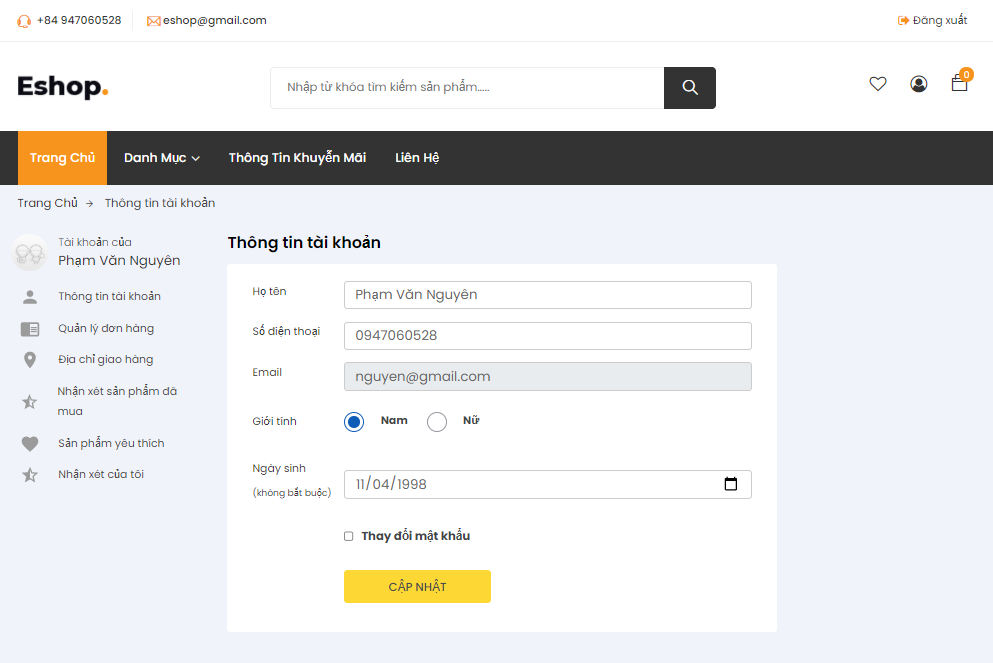 +84 947060528 eshop@gmail.com Đăng xuất
Eshop. Nhập từ khóa tìm kiếm sản phẩm..... 0
Trang Chủ Danh Mục Thông Tin Khuyễn Mãi Liên Hệ
Trang Chủ → Thông tin tài khoản
Tài khoản của
Phạm Văn Nguyên
Thông tin tài khoản
Quản lý đơn hàng
Địa chỉ giao hàng
Nhận xét sản phẩm đã
mua
Sản phẩm yêu thích
Nhận xét của tôi
Thông tin tài khoản
Họ tên Phạm Văn Nguyên
Số điện thoại 0947060528
Email nguyen@gmail.com
Giới tính Nam Nữ
Ngày sinh
(không bắt buộc) 11/04/1998
Thay đổi mật khẩu
CẬP NHẬT